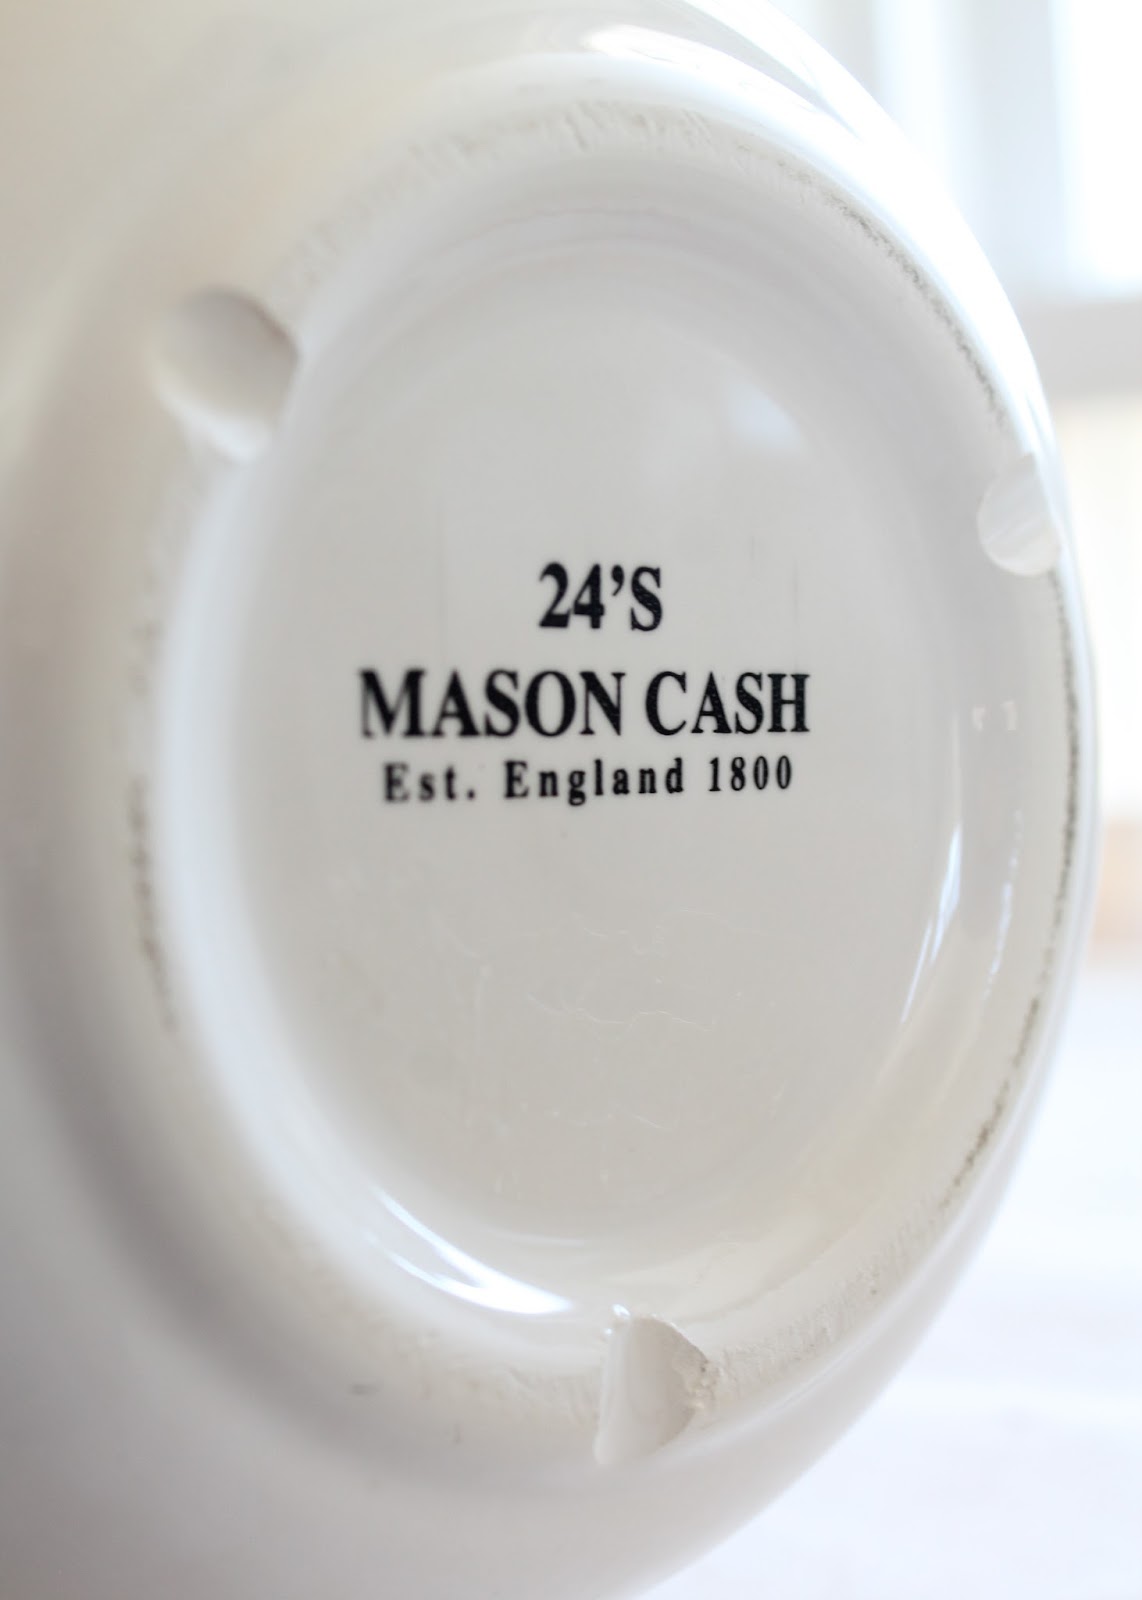 24'S
MASON CASH
Est. England 1800